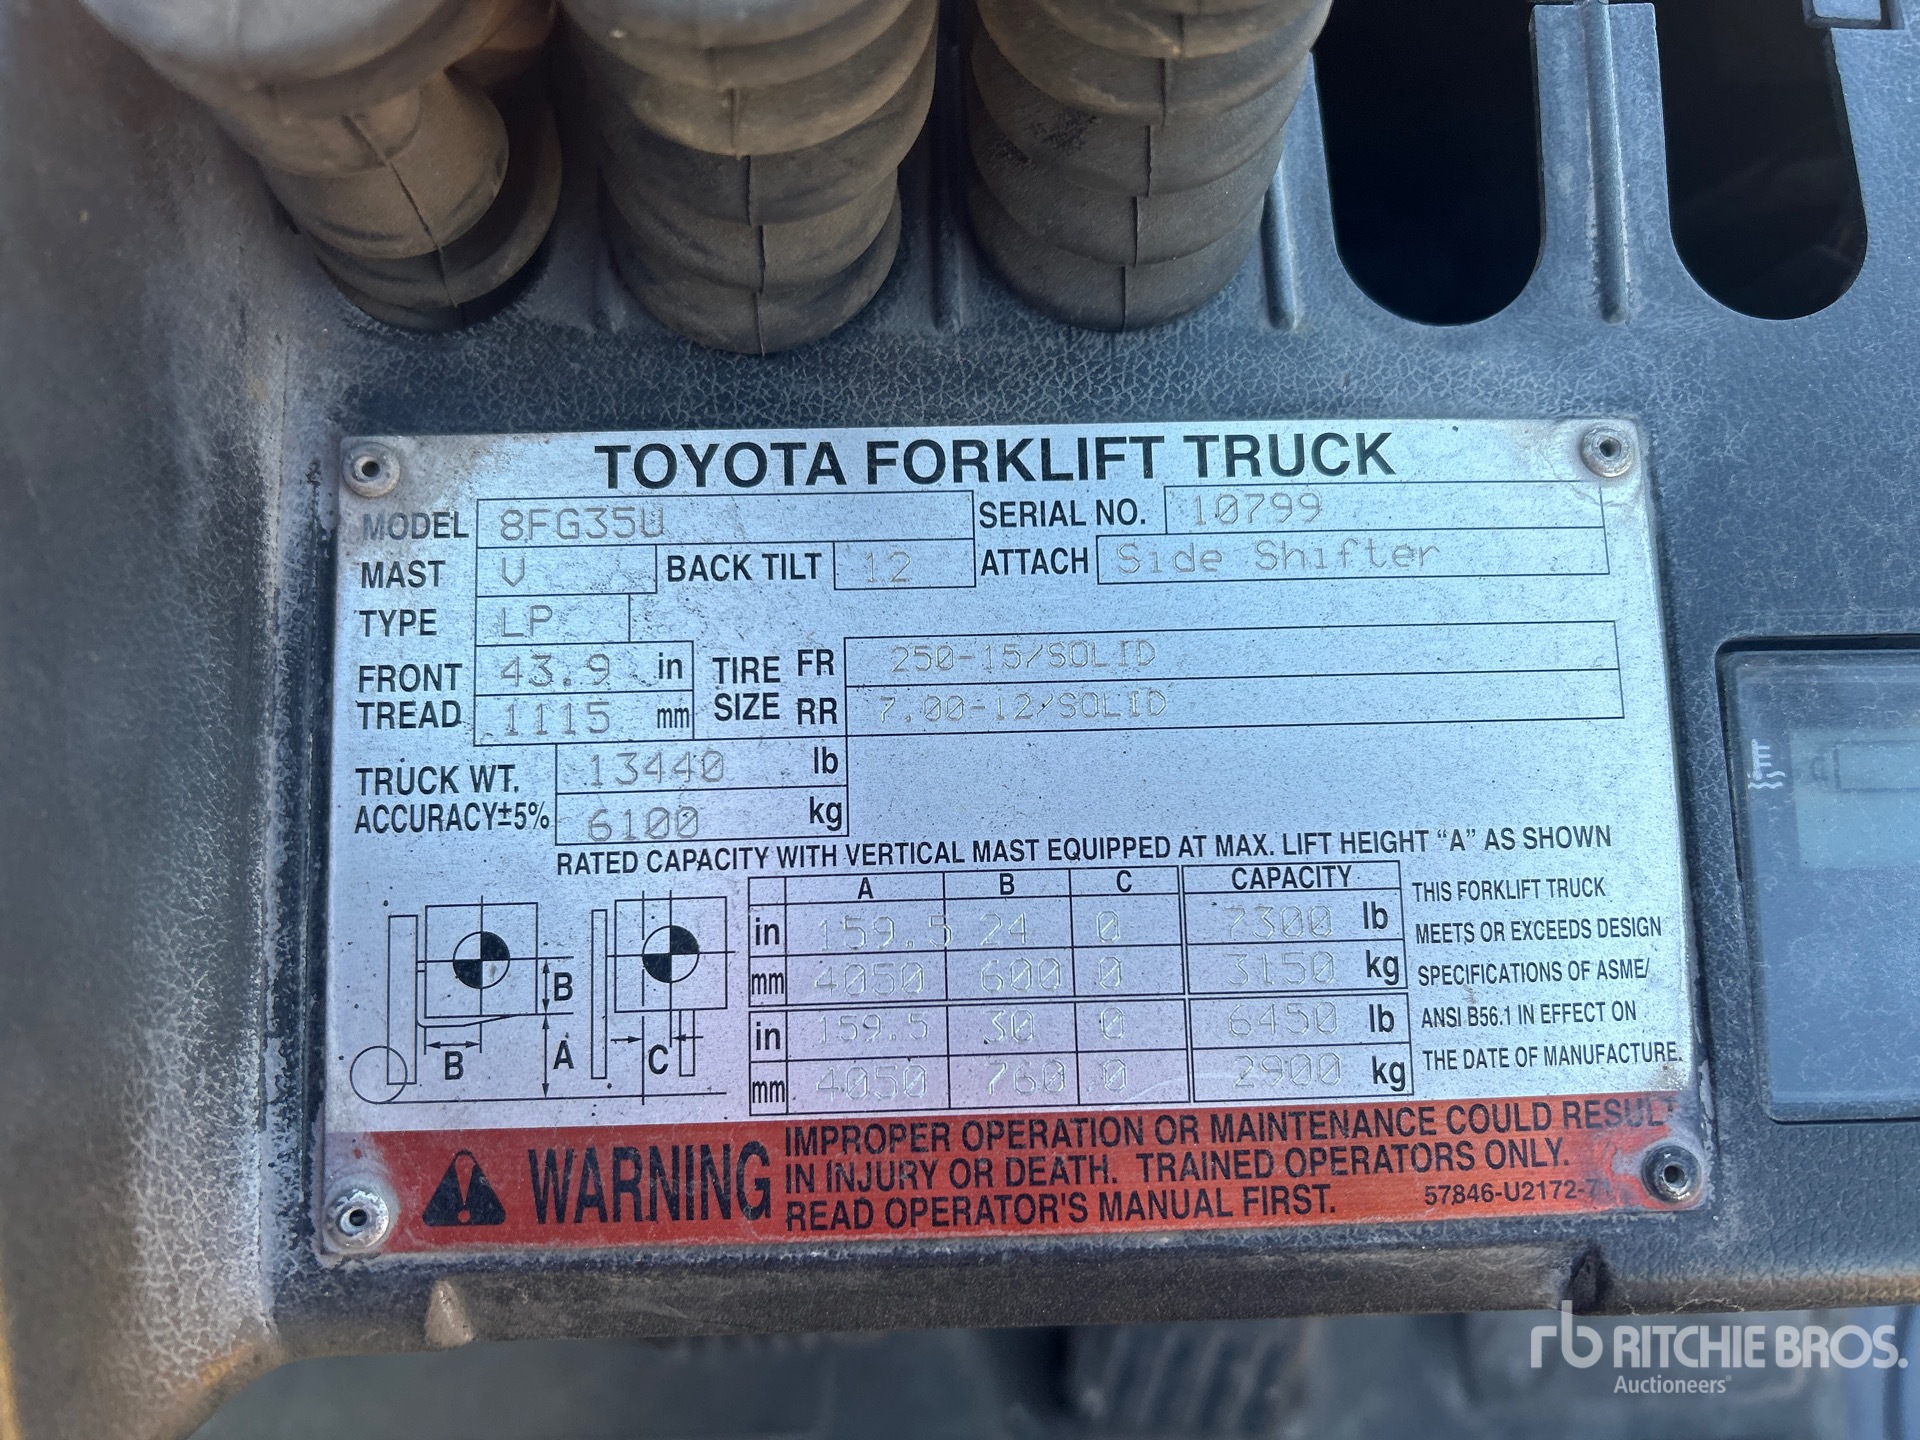 TOYOTA FORKLIFT TRUCK
MODEL 8FG35U SERIAL NO. 10799
MAST V BACK TILT 12 ATTACH Side Shifter
TYPE LP
FRONT TREAD 43.9 in TIRE SIZE FR 250-15/SOLID
1115 mm RR 7.00-12/SOLID
TRUCK WT. 13440 lb
ACCURACY±5% 6100 kg
RATED CAPACITY WITH VERTICAL MAST EQUIPPED AT MAX. LIFT HEIGHT "A" AS SHOWN
A B C CAPACITY
in 159.5 24 0 7300 lb
mm 4050 600 0 3150 kg
in 159.5 30 0 6450 lb
mm 4050 760 0 2900 kg
B
B A C
THIS FORKLIFT TRUCK
MEETS OR EXCEEDS DESIGN
SPECIFICATIONS OF ASME/
ANSI B56.1 IN EFFECT ON
THE DATE OF MANUFACTURE.
WARNING
IMPROPER OPERATION OR MAINTENANCE COULD RESULT
IN INJURY OR DEATH. TRAINED OPERATORS ONLY.
READ OPERATOR'S MANUAL FIRST. 57846-U2172-71
rb RITCHIE BROS.
Auctioneers